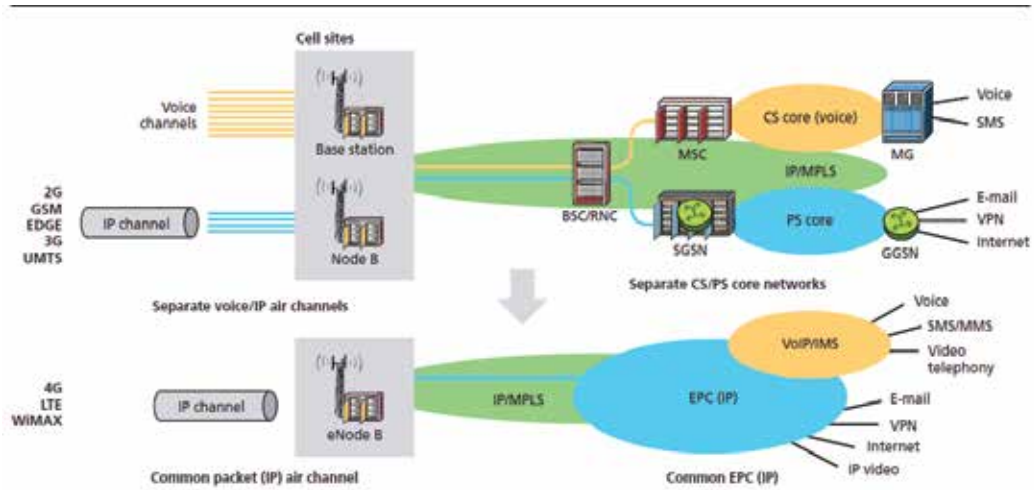 Cell sites
Voice
channels
Base station
MSC
CS core (voice)
MG
Voice
SMS
IP/MPLS
2G
GSM
EDGE
3G
UMTS
IP channel
Node B
BSC/RNC
SGSN
PS core
GGSN
E-mail
VPN
Internet
Separate voice/IP air channels
Separate CS/PS core networks
4G
LTE
WiMAX
IP channel
eNode B
IP/MPLS
EPC (IP)
VoIP/IMS
Voice
SMS/MMS
Video
telephony
E-mail
VPN
Internet
IP video
Common packet (IP) air channel
Common EPC (IP)